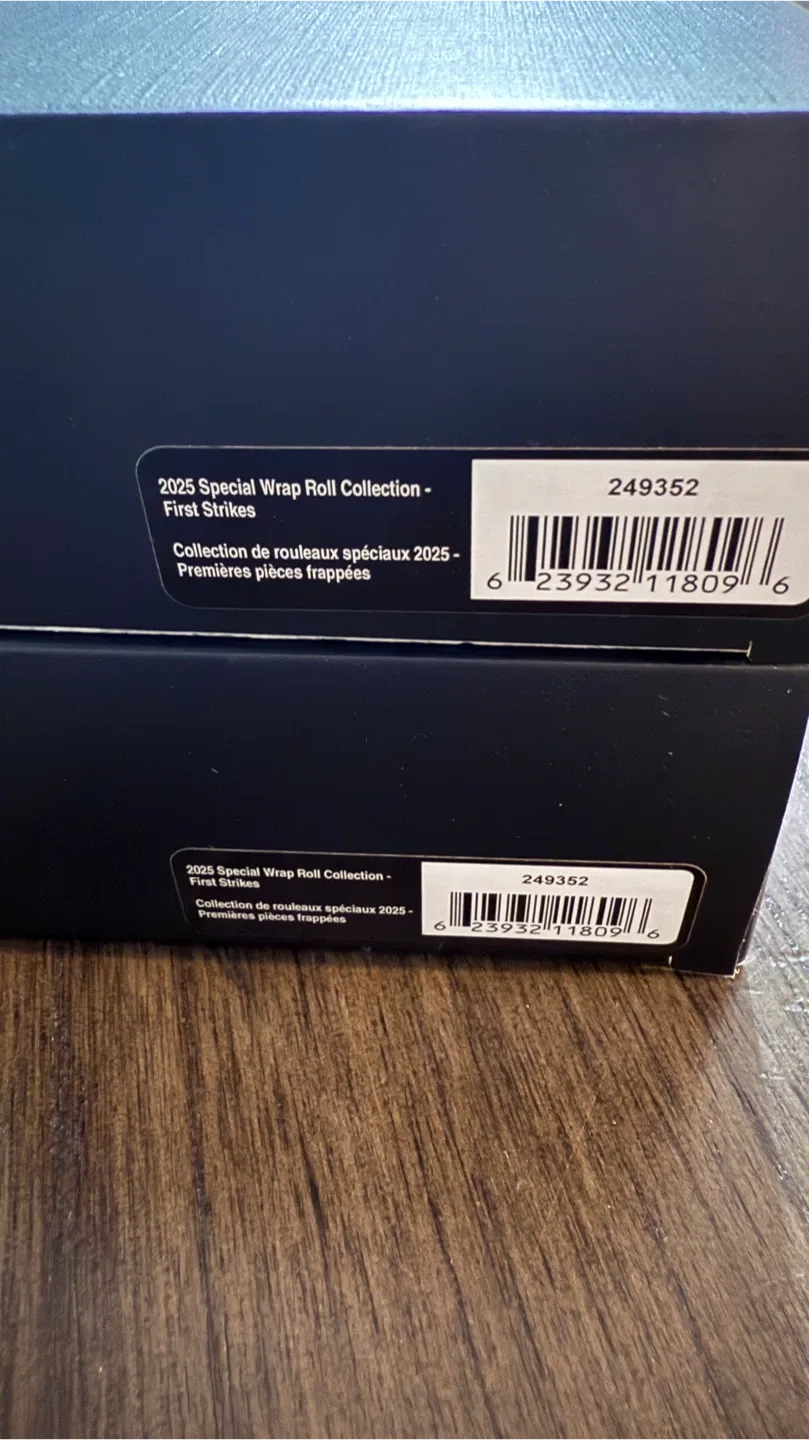 2025 Special Wrap Roll Collection -
First Strikes
Collection de rouleaux spéciaux 2025 -
Premières pièces frappées
249352
6 23932 11809 6
2025 Special Wrap Roll Collection -
First Strikes
Collection de rouleaux spéciaux 2025 -
Premières pièces frappées
249352
6 23932 11809 6